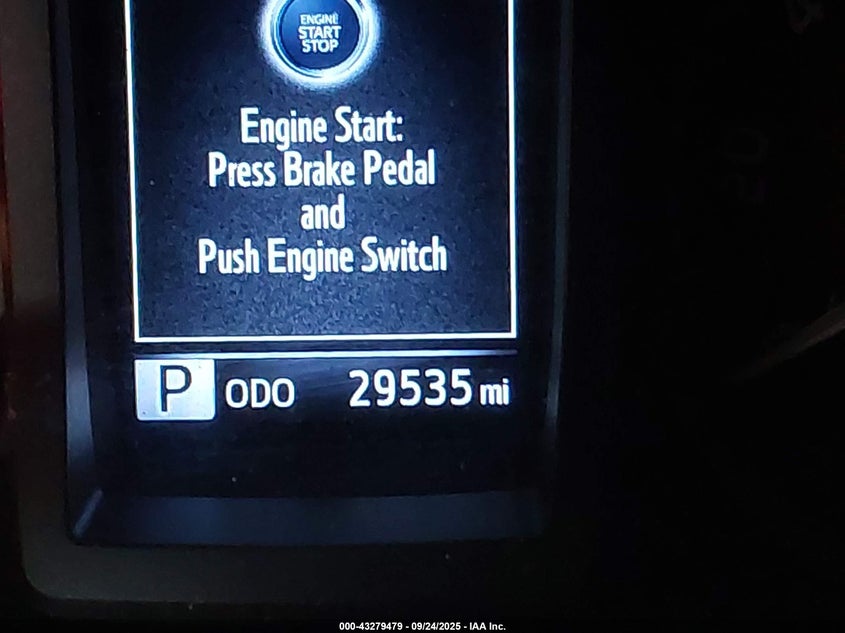 ENGINE
START
STOP
Engine Start:
Press Brake Pedal
and
Push Engine Switch
P ODO 29535 mi
000-43279479 - 09/24/2025 - IAA Inc.